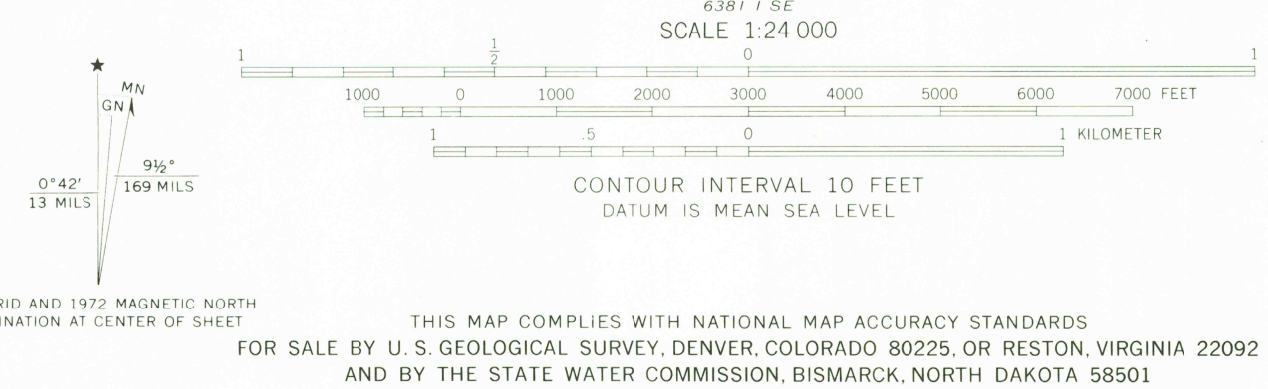 6381 I SE
SCALE 1:24 000
1 1/2 0 1
1000 0 1000 2000 3000 4000 5000 6000 7000 FEET
1 .5 0 1 KILOMETER
CONTOUR INTERVAL 10 FEET
DATUM IS MEAN SEA LEVEL
★
MN
GN
9½°
169 MILS
0°42'
13 MILS
RID AND 1972 MAGNETIC NORTH
INATION AT CENTER OF SHEET
THIS MAP COMPLIES WITH NATIONAL MAP ACCURACY STANDARDS
FOR SALE BY U. S. GEOLOGICAL SURVEY, DENVER, COLORADO 80225, OR RESTON, VIRGINIA 22092
AND BY THE STATE WATER COMMISSION, BISMARCK, NORTH DAKOTA 58501